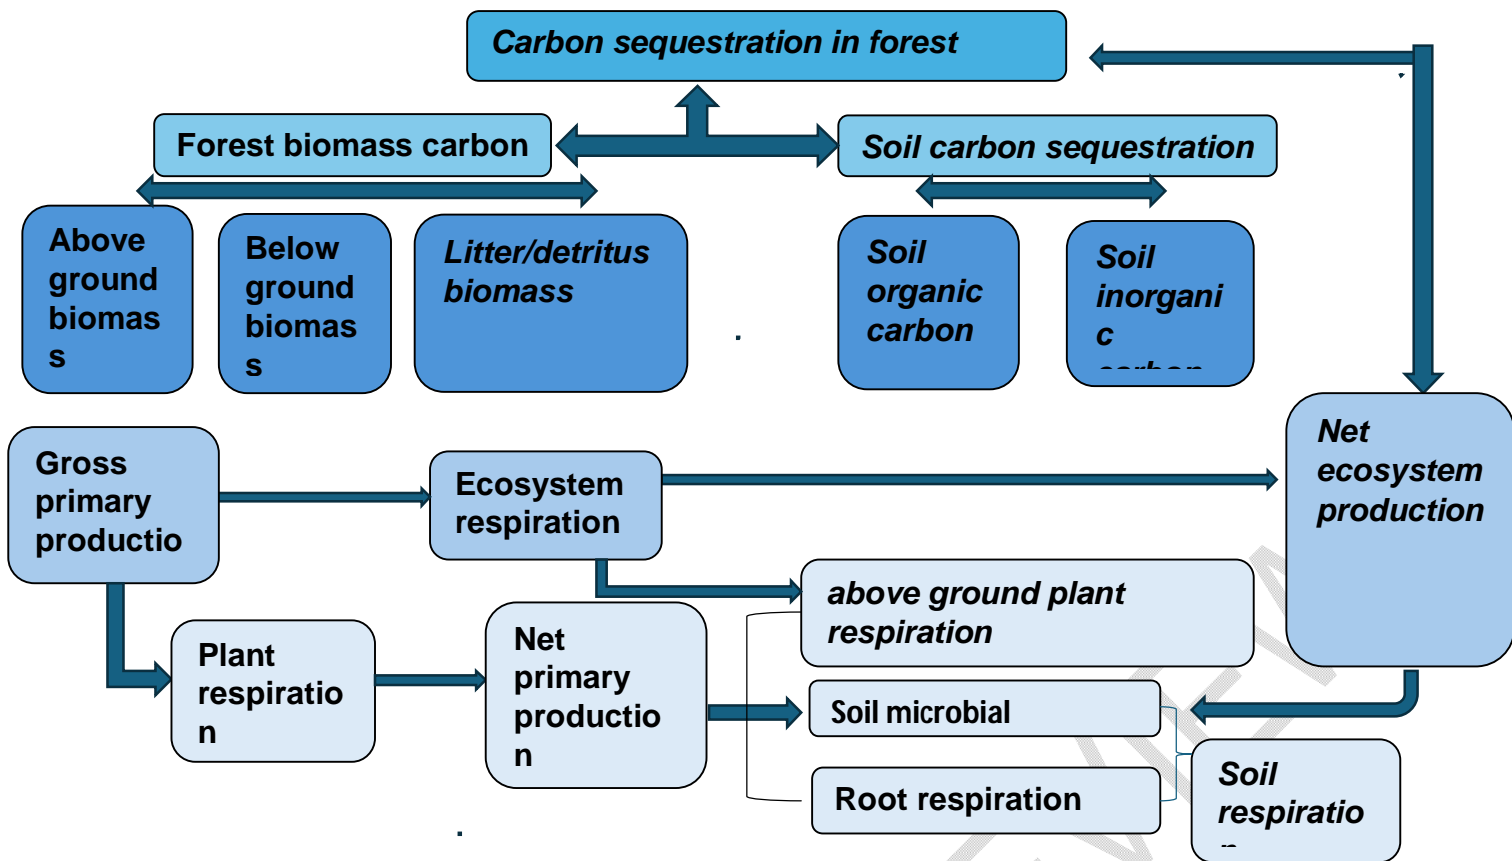 Carbon sequestration in forest
Forest biomass carbon
Soil carbon sequestration
Above
ground
biomas
s
Below
ground
biomas
s
Litter/detritus
biomass
Soil
organic
carbon
Soil
inorgani
c
carbon
Gross
primary
productio
Ecosystem
respiration
Net
ecosystem
production
above ground plant
respiration
Plant
respiratio
n
Net
primary
productio
n
Soil microbial
Root respiration
Soil
respiratio
n
VIEW